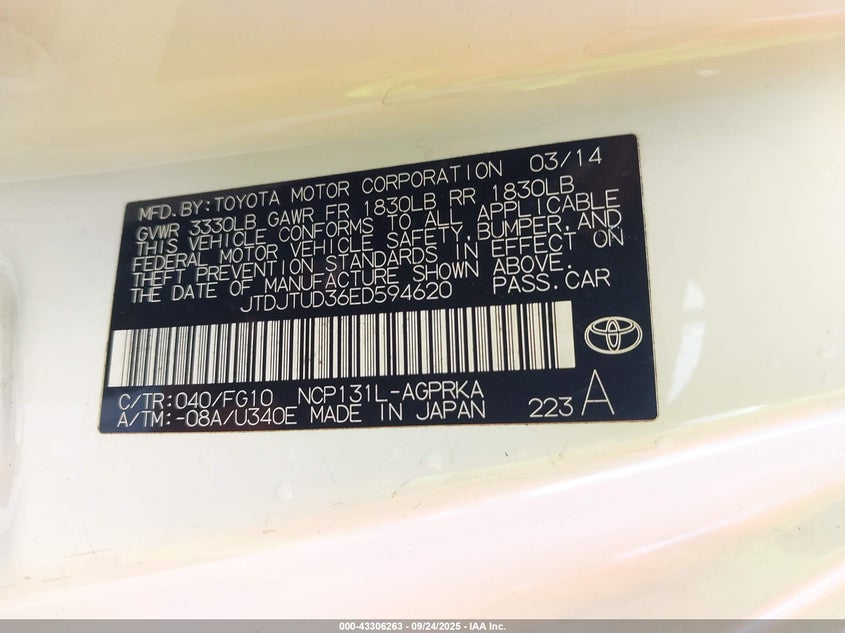 MFD.BY:TOYOTA MOTOR CORPORATION 03/14
GVWR 3330LB GAWR FR 1830LB RR 1830LB
THIS VEHICLE CONFORMS TO ALL APPLICABLE
FEDERAL MOTOR VEHICLE SAFETY,BUMPER,AND
THEFT PREVENTION STANDARDS IN EFFECT ON
THE DATE OF MANUFACTURE SHOWN ABOVE.
JTDJTUD36ED594620 PASS.CAR
C/TR:040/FG10 NCP131L-AGPRKA
A/TM:-08A/U340E MADE IN JAPAN 223 A
000-43306263 - 09/24/2025 - IAA Inc.